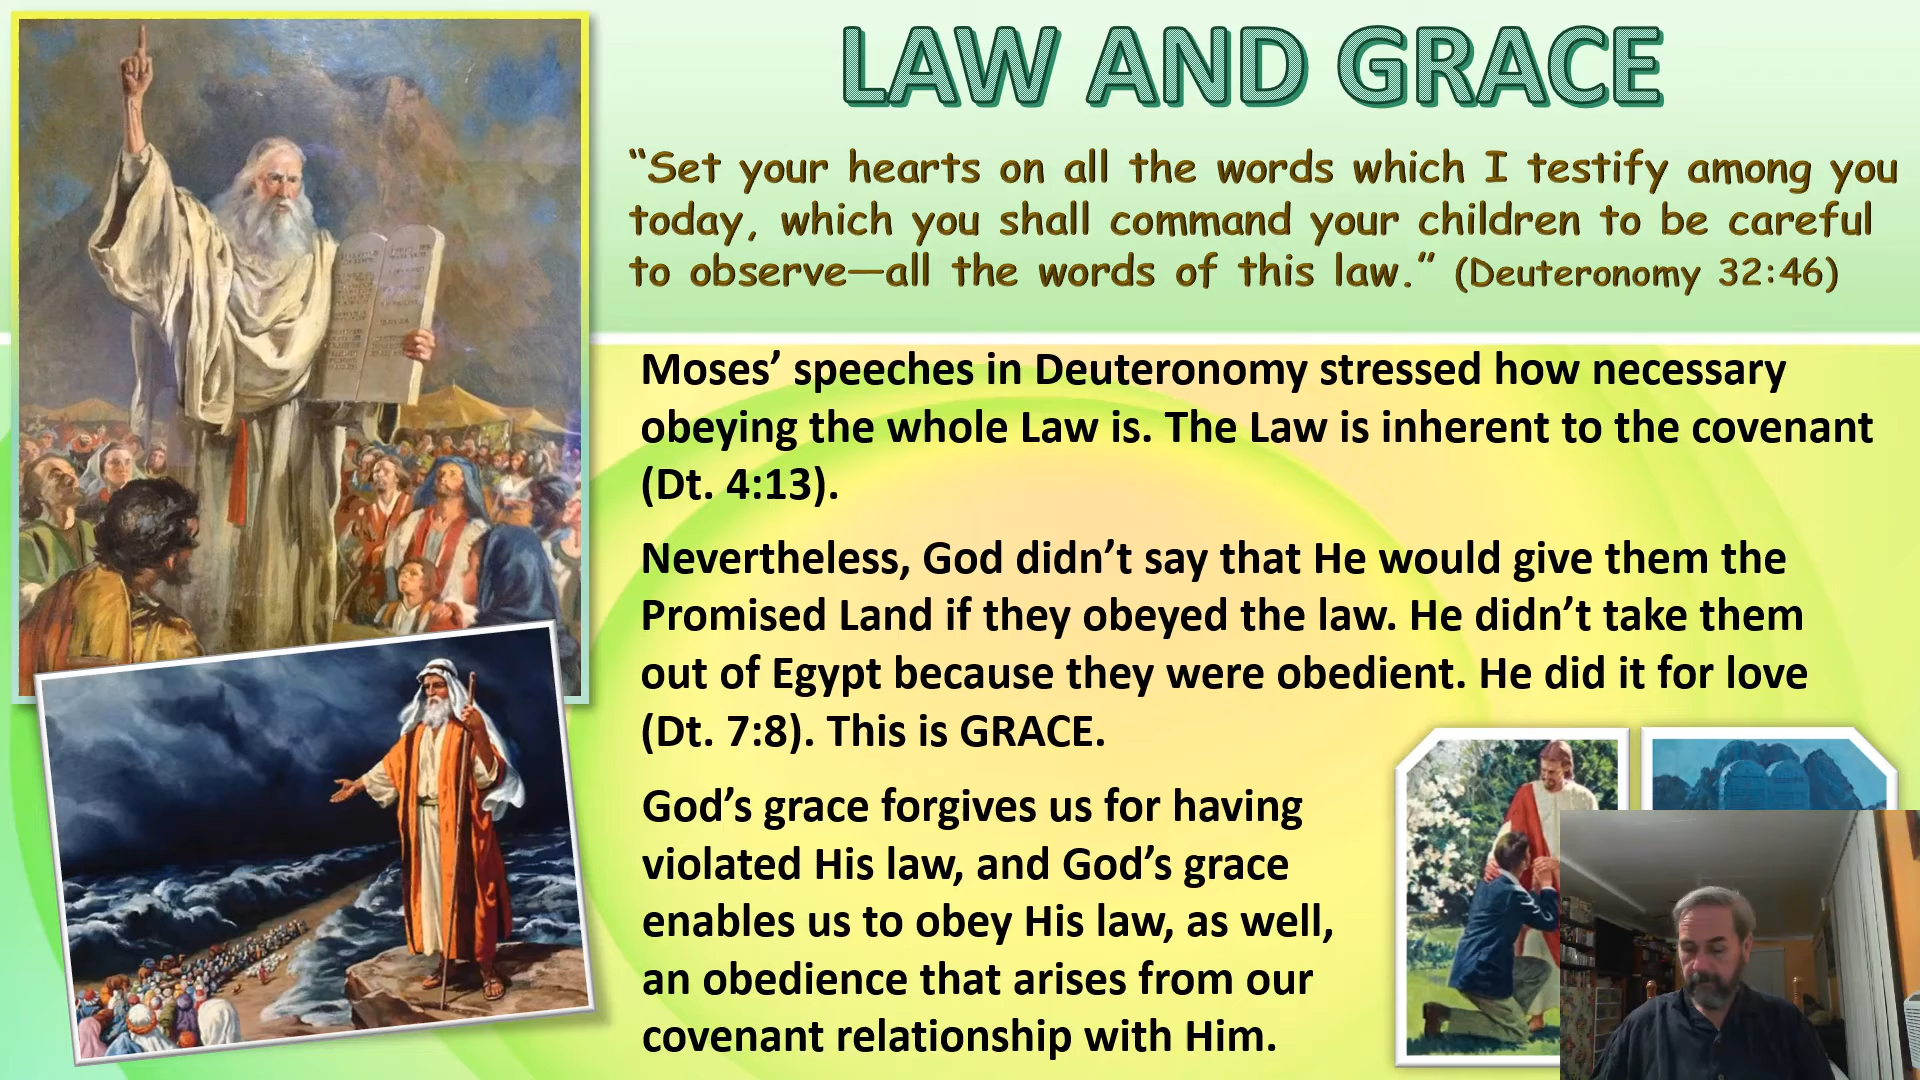 LAW AND GRACE
“Set your hearts on all the words which I testify among you
today, which you shall command your children to be careful
to observe—all the words of this law.” (Deuteronomy 32:46)
Moses’ speeches in Deuteronomy stressed how necessary
obeying the whole Law is. The Law is inherent to the covenant
(Dt. 4:13).
Nevertheless, God didn’t say that He would give them the
Promised Land if they obeyed the law. He didn’t take them
out of Egypt because they were obedient. He did it for love
(Dt. 7:8). This is GRACE.
God’s grace forgives us for having
violated His law, and God’s grace
enables us to obey His law, as well,
an obedience that arises from our
covenant relationship with Him.